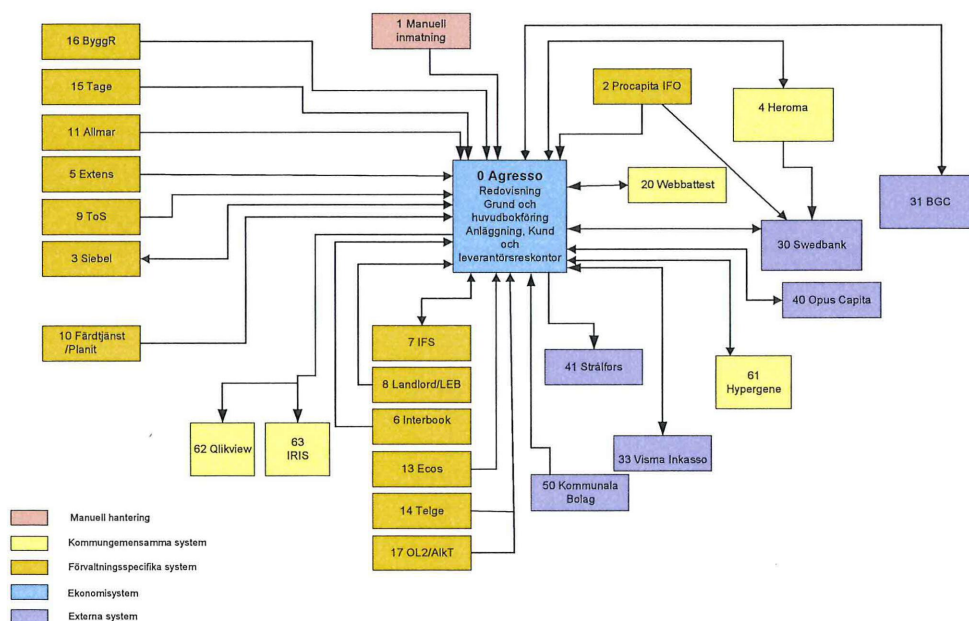 1 Manuell
inmatning
16 ByggR
15 Tage
11 Allmar
5 Extens
9 ToS
3 Siebel
10 Färdtjänst
/Planit
2 Procapita IFO
4 Heroma
20 Webbattest
31 BGC
30 Swedbank
40 Opus Capita
0 Agresso
Redovisning
Grund och
huvudbokföring
Anläggning, Kund
och
leverantörsreskontor
7 IFS
8 Landlord/LEB
6 Interbook
13 Ecos
14 Telge
17 OL2/AlkT
41 Strålfors
61
Hypergene
62 Qlikview
63
IRIS
33 Visma Inkasso
50 Kommunala
Bolag
Manuell hantering
Kommungemensamma system
Förvaltningsspecifika system
Ekonomisystem
Externa system